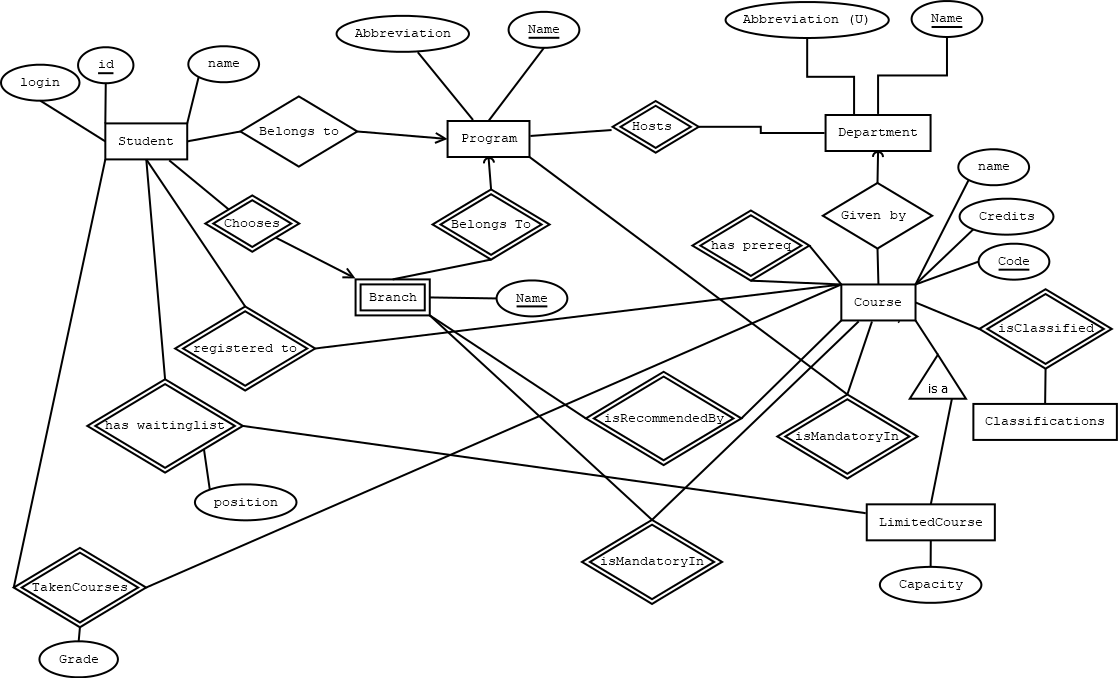 Abbreviation
Name
Abbreviation (U)
Name
login
id
name
Student
Belongs to
Program
Hosts
Department
name
Credits
Code
Chooses
Belongs To
Given by
has prereq
Branch
Name
Course
registered to
isClassified
is a
has waitinglist
isRecommendedBy
isMandatoryIn
Classifications
position
LimitedCourse
TakenCourses
isMandatoryIn
Capacity
Grade